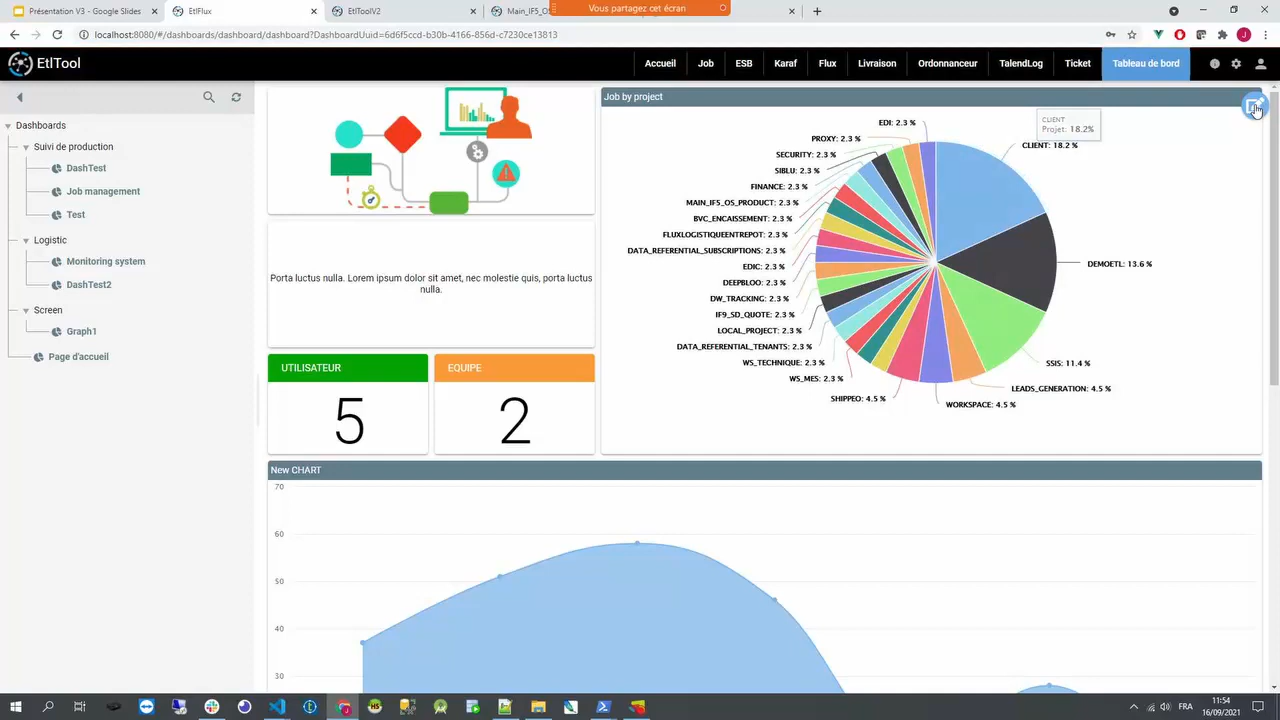 Présentation V3 - Google Slides
EtlFlux
EtlToolV2
Main_IF5_OS
Vous partagez cet écran
localhost:8080/#/dashboards/dashboard/dashboard?DashboardUuid=6d6f5ccd-b30b-4166-856d-c7230ce13813
EtlTool
Accueil
Job
ESB
Karaf
Flux
Livraison
Ordonnanceur
TalendLog
Ticket
Tableau de bord
Dashboards
Suivi de production
DashTest
Job management
Test
Logistic
Monitoring system
DashTest2
Screen
Graph1
Page d'accueil
Porta luctus nulla. Lorem ipsum dolor sit amet, nec molestie quis, porta luctus
nulla.
UTILISATEUR
5
EQUIPE
2
Job by project
CLIENT
Projet: 18.2%
EDI: 2.3 %
PROXY: 2.3 %
SECURITY: 2.3 %
SIBLU: 2.3 %
FINANCE: 2.3 %
MAIN_IF5_OS_PRODUCT: 2.3 %
BVC_ENCAISSEMENT: 2.3 %
FLUXLOGISTIQUEENTREPOT: 2.3 %
DATA_REFERENTIAL_SUBSCRIPTIONS: 2.3 %
EDIC: 2.3 %
DEEPBLOO: 2.3 %
DW_TRACKING: 2.3 %
IF9_SD_QUOTE: 2.3 %
LOCAL_PROJECT: 2.3 %
DATA_REFERENTIAL_TENANTS: 2.3 %
WS_TECHNIQUE: 2.3 %
WS_MES: 2.3 %
SHIPPEO: 4.5 %
WORKSPACE: 4.5 %
LEADS_GENERATION: 4.5 %
SSIS: 11.4 %
DEMOETL: 13.6 %
CLIENT: 18.2 %
New CHART
70
60
50
40
30
FRA
11:54
16/09/2021